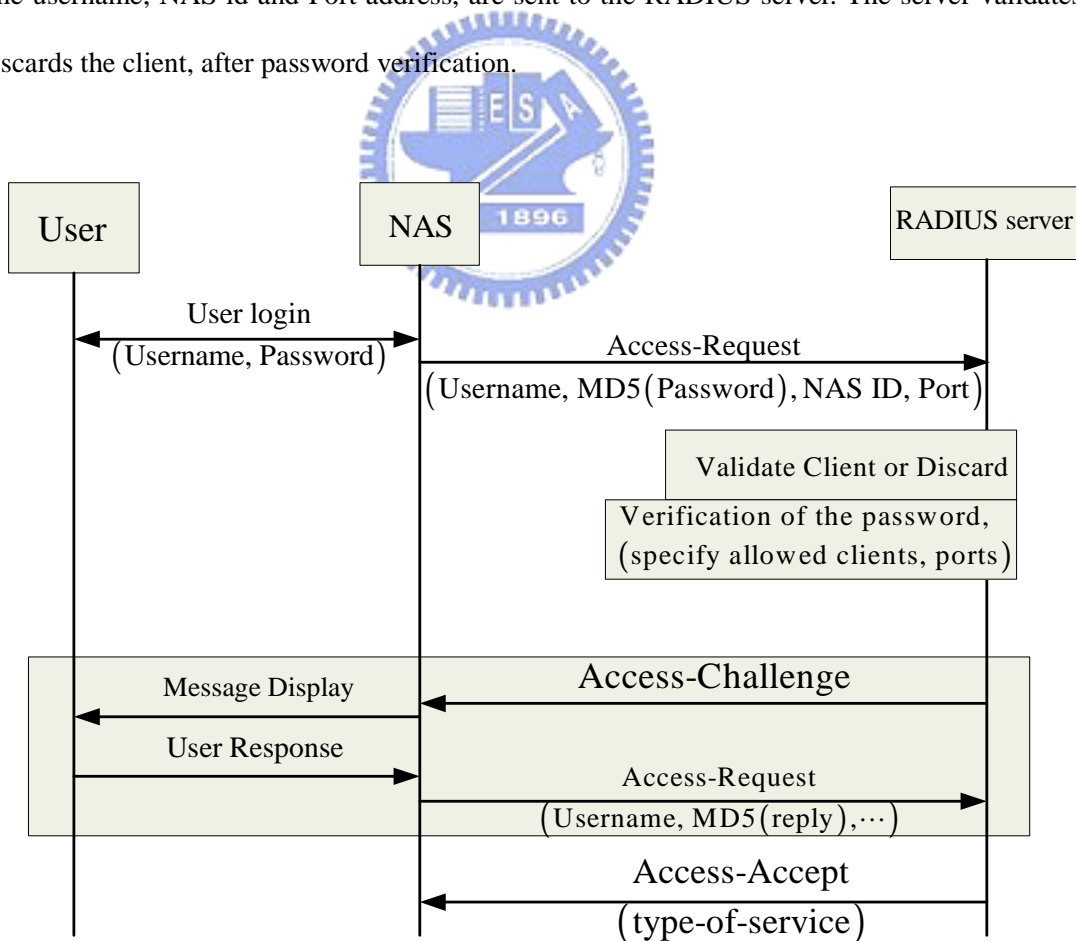 username, NAS id and Port address, are sent to the RADIUS server. The server validates
the client, after password verification.
E S A
1896
User
NAS
RADIUS server
User login
(Username, Password)
Access-Request
(Username, MD5(Password), NAS ID, Port)
Validate Client or Discard
Verification of the password,
(specify allowed clients, ports)
Access-Challenge
Message Display
User Response
Access-Request
(Username, MD5(reply),⋯)
Access-Accept
(type-of-service)